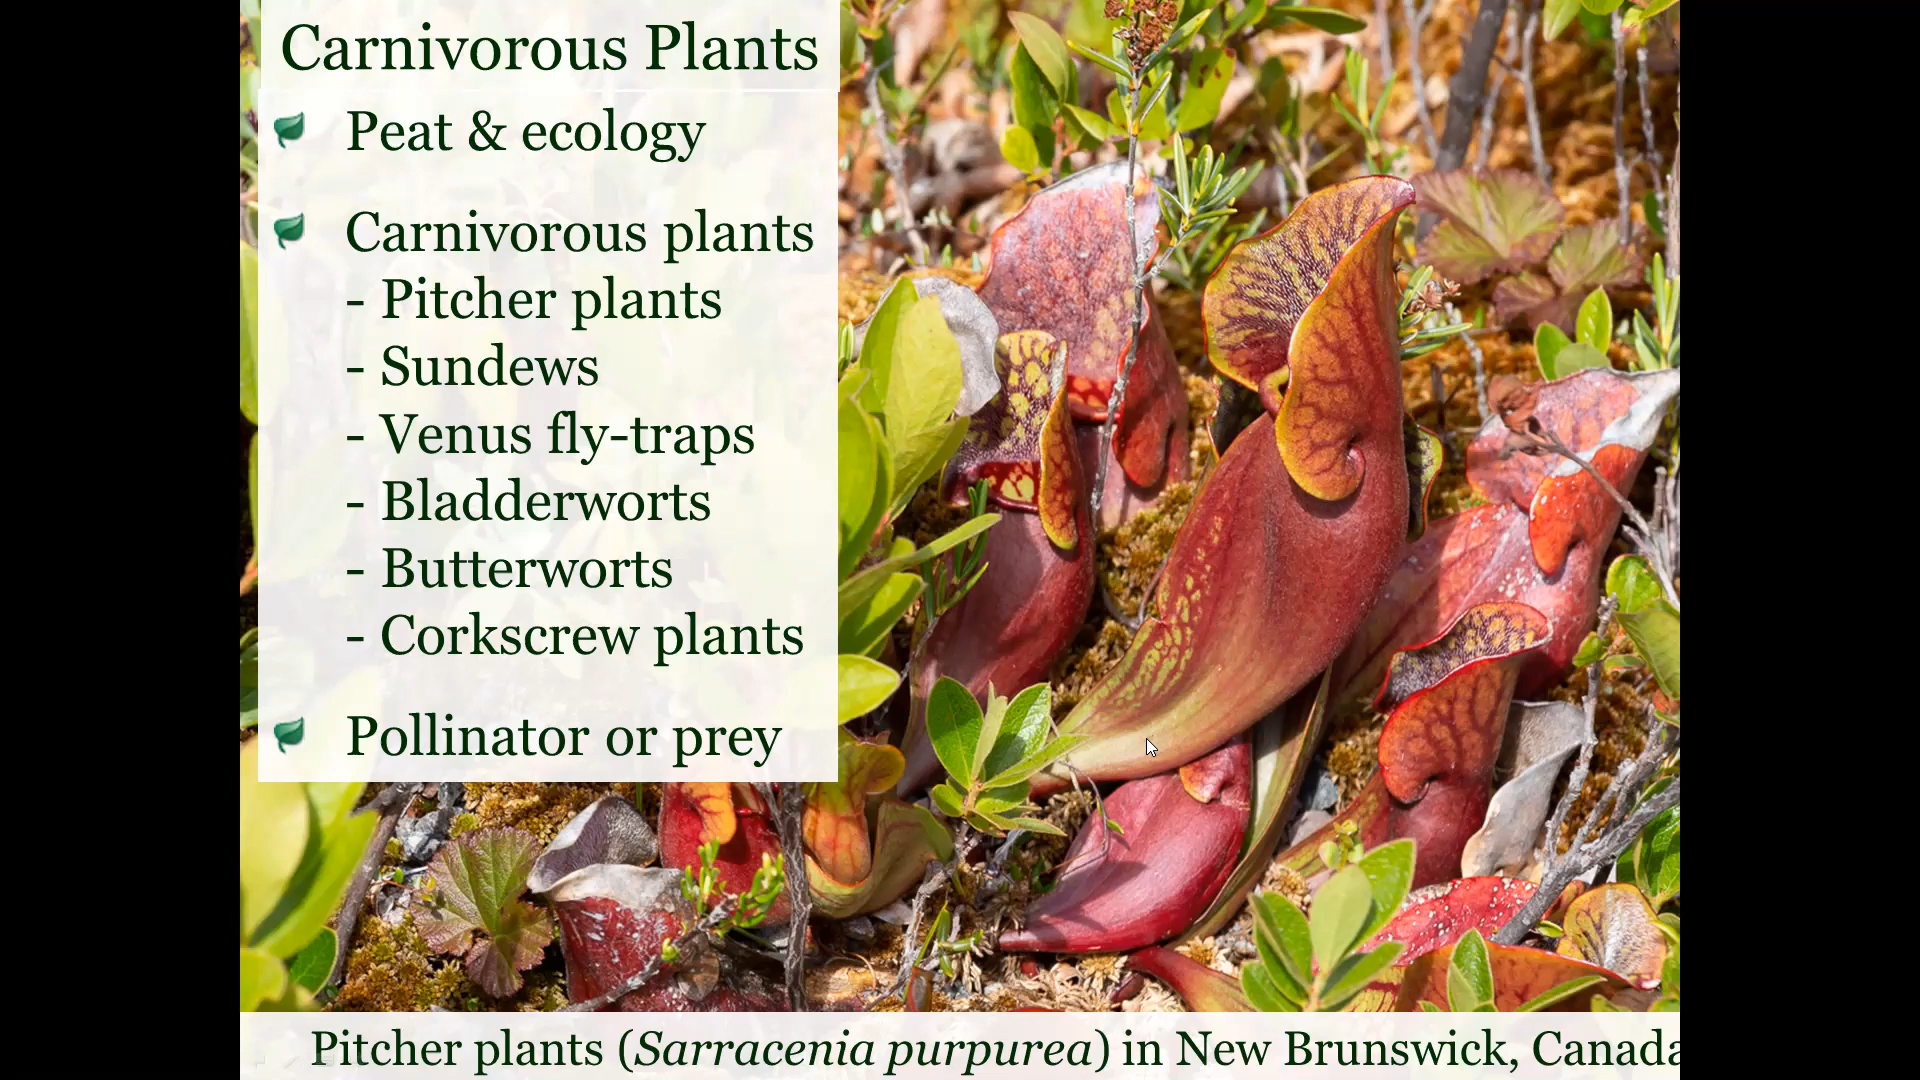 Carnivorous Plants
Peat & ecology
Carnivorous plants
- Pitcher plants
- Sundews
- Venus fly-traps
- Bladderworts
- Butterworts
- Corkscrew plants
Pollinator or prey
Pitcher plants (Sarracenia purpurea) in New Brunswick, Canada